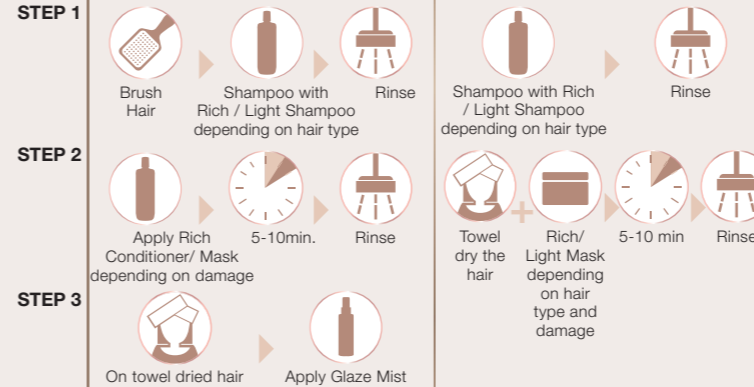 STEP 1
Brush
Hair
Shampoo with
Rich / Light Shampoo
depending on hair type
Rinse
Shampoo with Rich
/ Light Shampoo
depending on hair type
Rinse
STEP 2
Apply Rich
Conditioner/ Mask
depending on damage
5-10min.
Rinse
Towel
dry the
hair
+
Rich/
Light Mask
depending
on hair
type and
damage
5-10 min
Rinse
STEP 3
On towel dried hair
Apply Glaze Mist